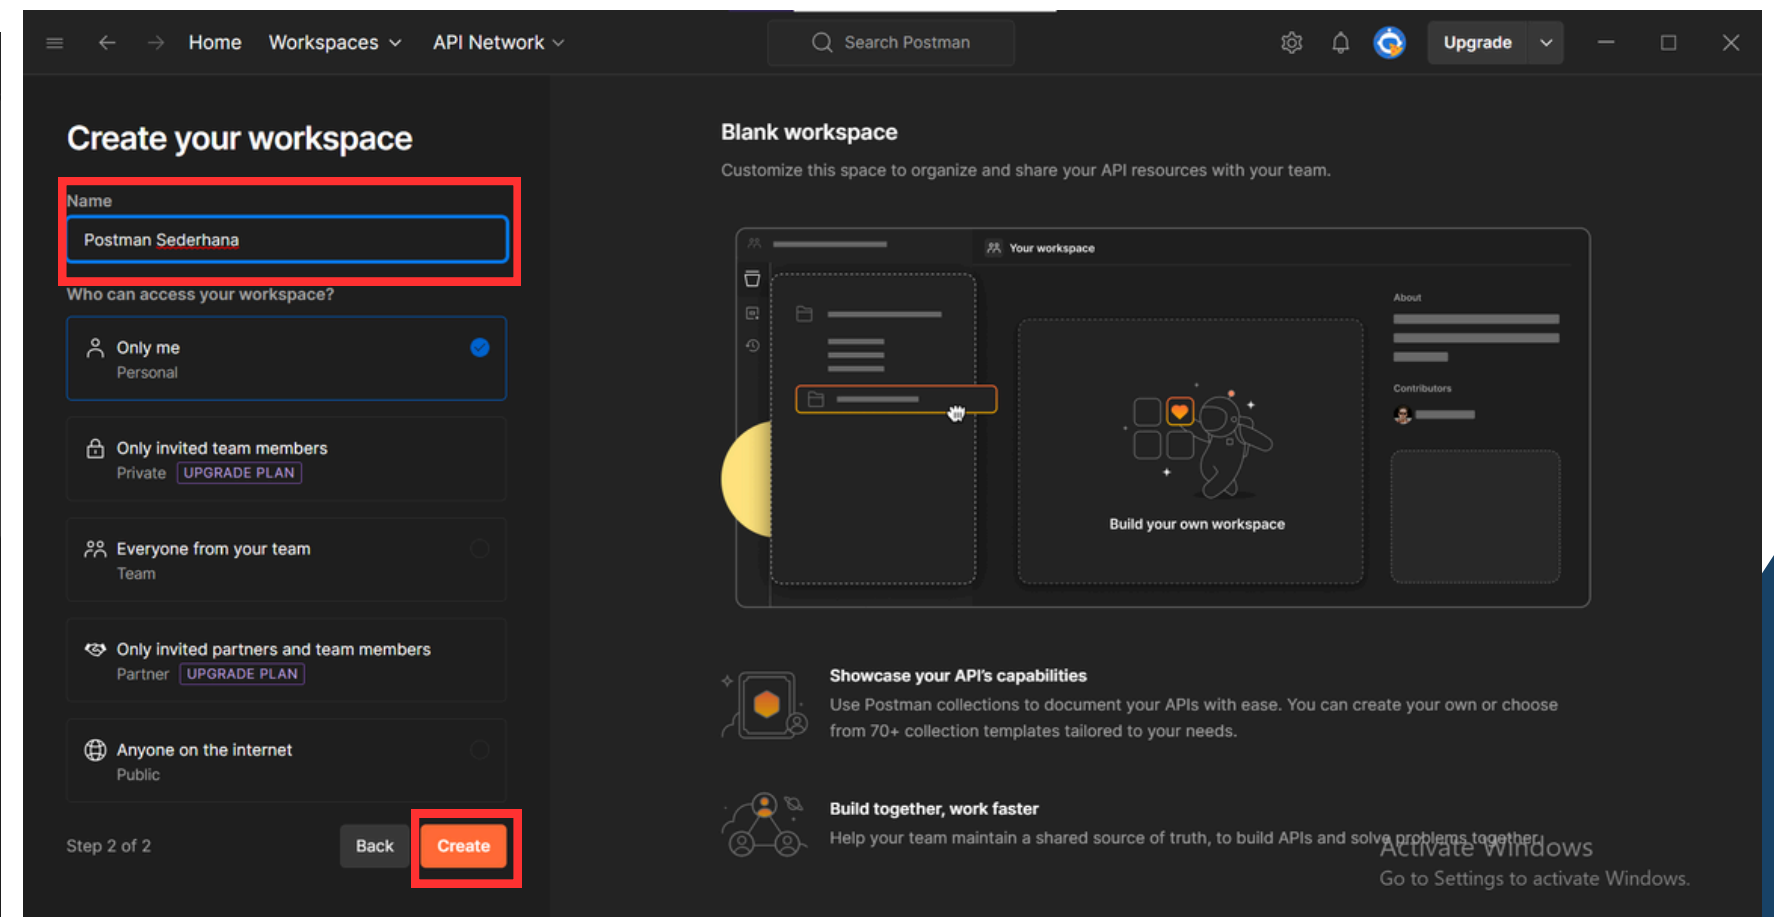 Home Workspaces API Network Search Postman Upgrade
Create your workspace
Name
Postman Sederhana
Who can access your workspace?
Only me
Personal
Only invited team members
Private UPGRADE PLAN
Everyone from your team
Team
Only invited partners and team members
Partner UPGRADE PLAN
Anyone on the internet
Public
Step 2 of 2 Back Create
Blank workspace
Customize this space to organize and share your API resources with your team.
Your workspace
About
Contributors
Build your own workspace
Showcase your API's capabilities
Use Postman collections to document your APIs with ease. You can create your own or choose
from 70+ collection templates tailored to your needs.
Build together, work faster
Help your team maintain a shared source of truth, to build APIs and solve problems together.
Activate Windows
Go to Settings to activate Windows.